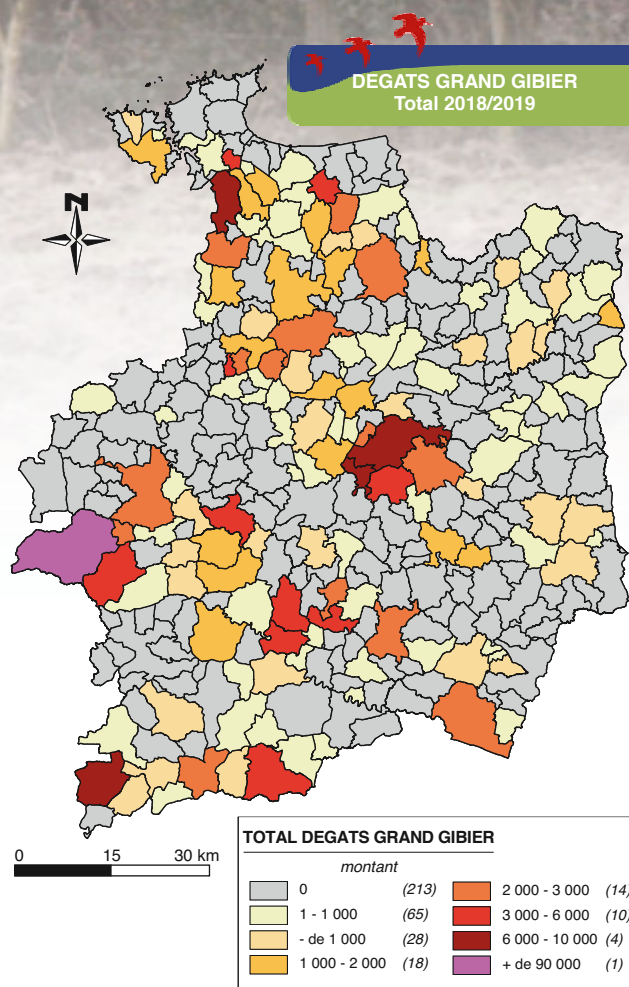 DEGATS GRAND GIBIER
Total 2018/2019
N
0 15 30 km
TOTAL DEGATS GRAND GIBIER
montant
0 (213)
1 - 1 000 (65)
- de 1 000 (28)
1 000 - 2 000 (18)
2 000 - 3 000 (14)
3 000 - 6 000 (10)
6 000 - 10 000 (4)
+ de 90 000 (1)